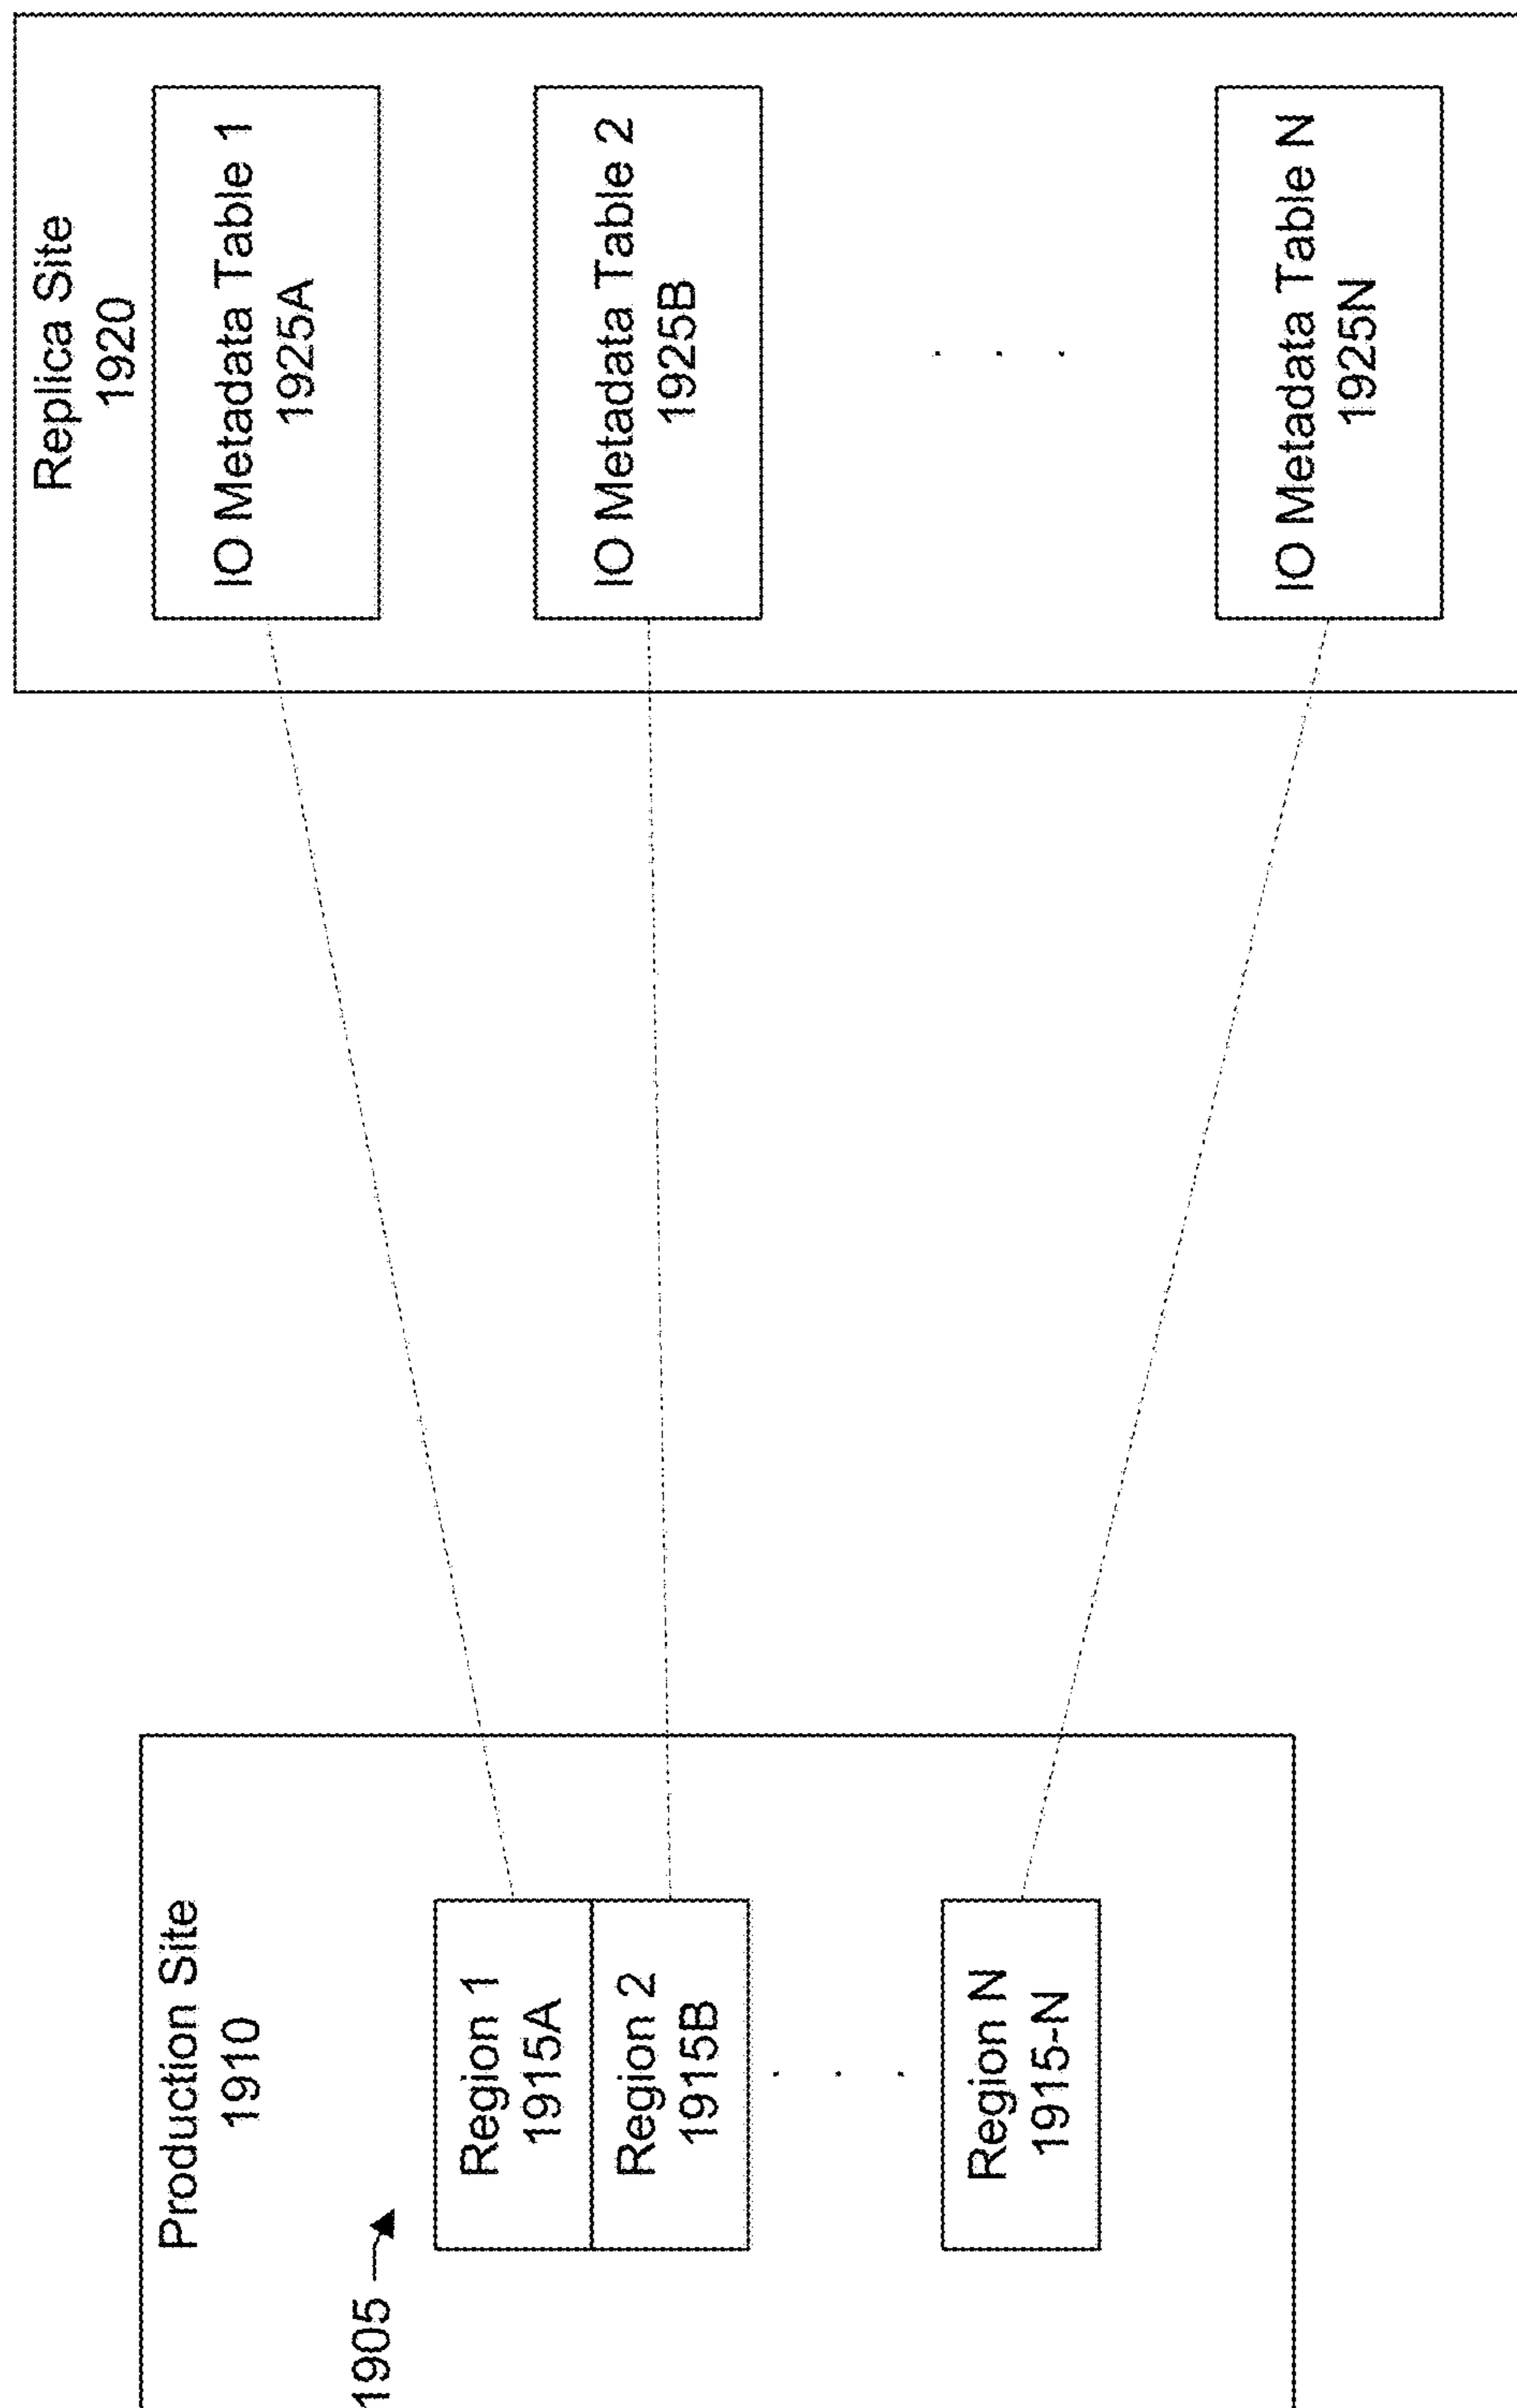 Production Site
1910
1905
Region 1
1915A
Region 2
1915B
Region N
1915-N
Replica Site
1920
IO Metadata Table 1
1925A
IO Metadata Table 2
1925B
IO Metadata Table N
1925N